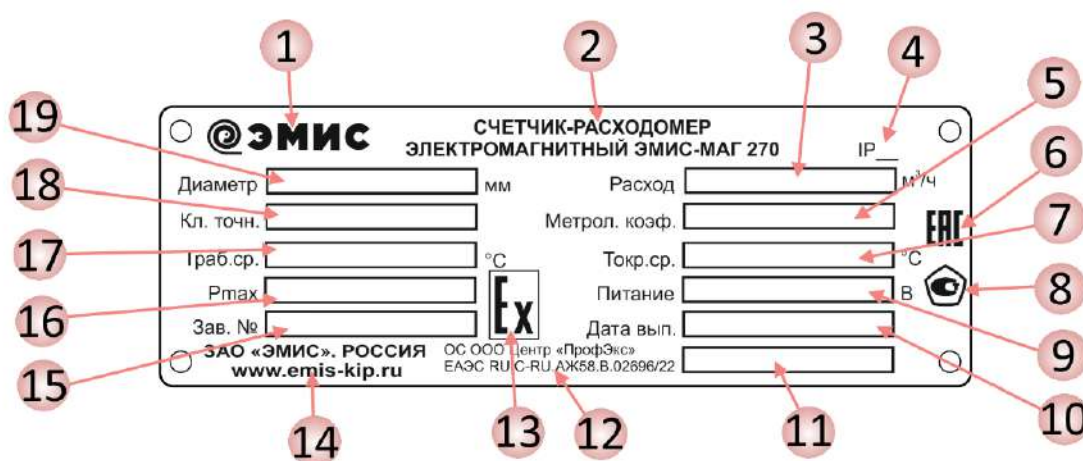 1
2
3
4
5
6
7
8
9
10
11
12
13
14
15
16
17
18
19
ЭМИС
СЧЕТЧИК-РАСХОДОМЕР
ЭЛЕКТРОМАГНИТНЫЙ ЭМИС-МАГ 270
IP__
Диаметр мм
Расход м³/ч
Кл. точн.
Метрол. коэф.
EAC
Траб.ср. °С
Токр.ср. °С
Pmax
Питание В
Ex
Зав. №
Дата вып.
ЗАО «ЭМИС». РОССИЯ
www.emis-kip.ru
ОС ООО Центр «ПрофЭкс»
ЕАЭС RU С-RU.АЖ58.В.02696/22